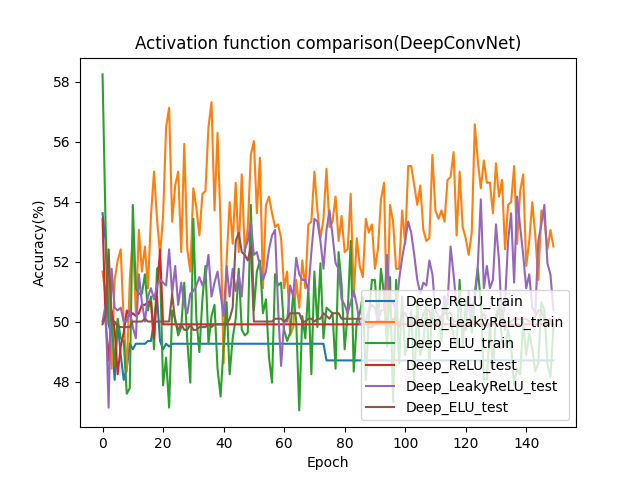 Activation function comparison(DeepConvNet)
Accuracy(%)
58
56
54
52
50
48
0
20
40
60
80
100
120
140
Epoch
Deep_ReLU_train
Deep_LeakyReLU_train
Deep_ELU_train
Deep_ReLU_test
Deep_LeakyReLU_test
Deep_ELU_test